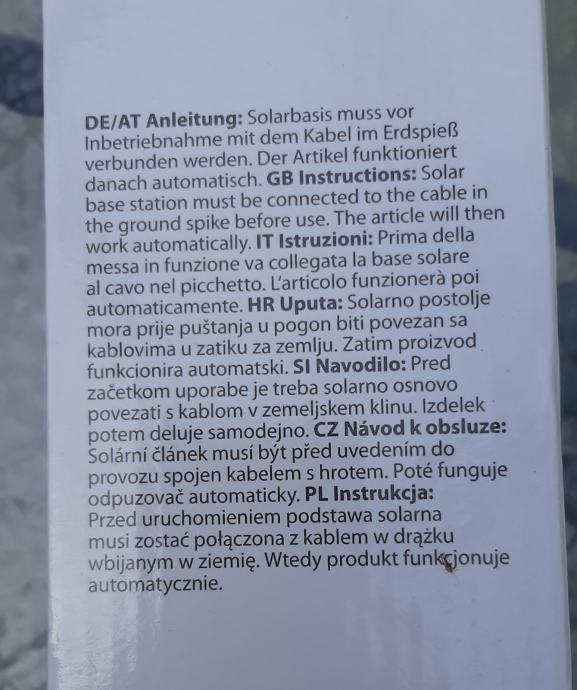 DE/AT Anleitung: Solarbasis muss vor
Inbetriebnahme mit dem Kabel im Erdspieß
verbunden werden. Der Artikel funktioniert
danach automatisch. GB Instructions: Solar
base station must be connected to the cable in
the ground spike before use. The article will then
work automatically. IT Istruzioni: Prima della
messa in funzione va collegata la base solare
al cavo nel picchetto. L'articolo funzionerà poi
automaticamente. HR Uputa: Solarno postolje
mora prije puštanja u pogon biti povezan sa
kablovima u zatiku za zemlju. Zatim proizvod
funkcionira automatski. SI Navodilo: Pred
začetkom uporabe je treba solarno osnovo
povezati s kablom v zemeljskem klinu. Izdelek
potem deluje samodejno. CZ Návod k obsluze:
Solární článek musí být před uvedením do
provozu spojen kabelem s hrotem. Poté funguje
odpuzovač automaticky. PL Instrukcja:
Przed uruchomieniem podstawa solarna
musi zostać połączona z kablem w drążku
wbijanym w ziemię. Wtedy produkt funkcjonuje
automatycznie.